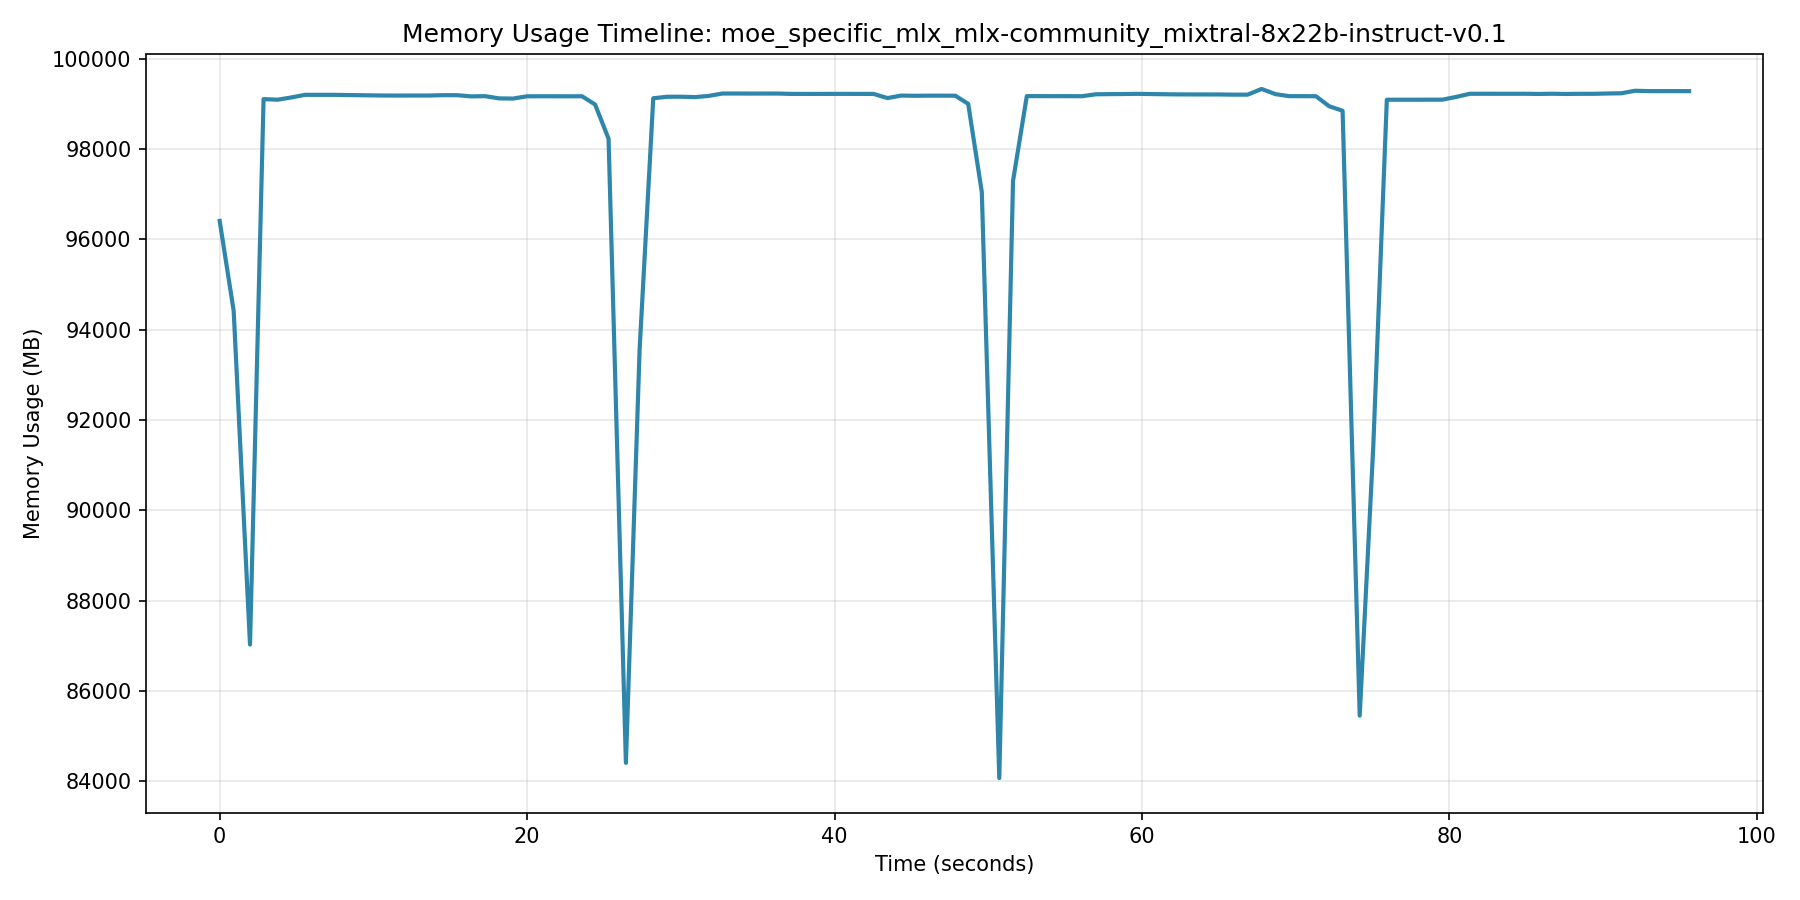 Memory Usage Timeline: moe_specific_mlx_mlx-community_mixtral-8x22b-instruct-v0.1
100000
98000
96000
94000
92000
90000
88000
86000
84000
Memory Usage (MB)
0 20 40 60 80 100
Time (seconds)